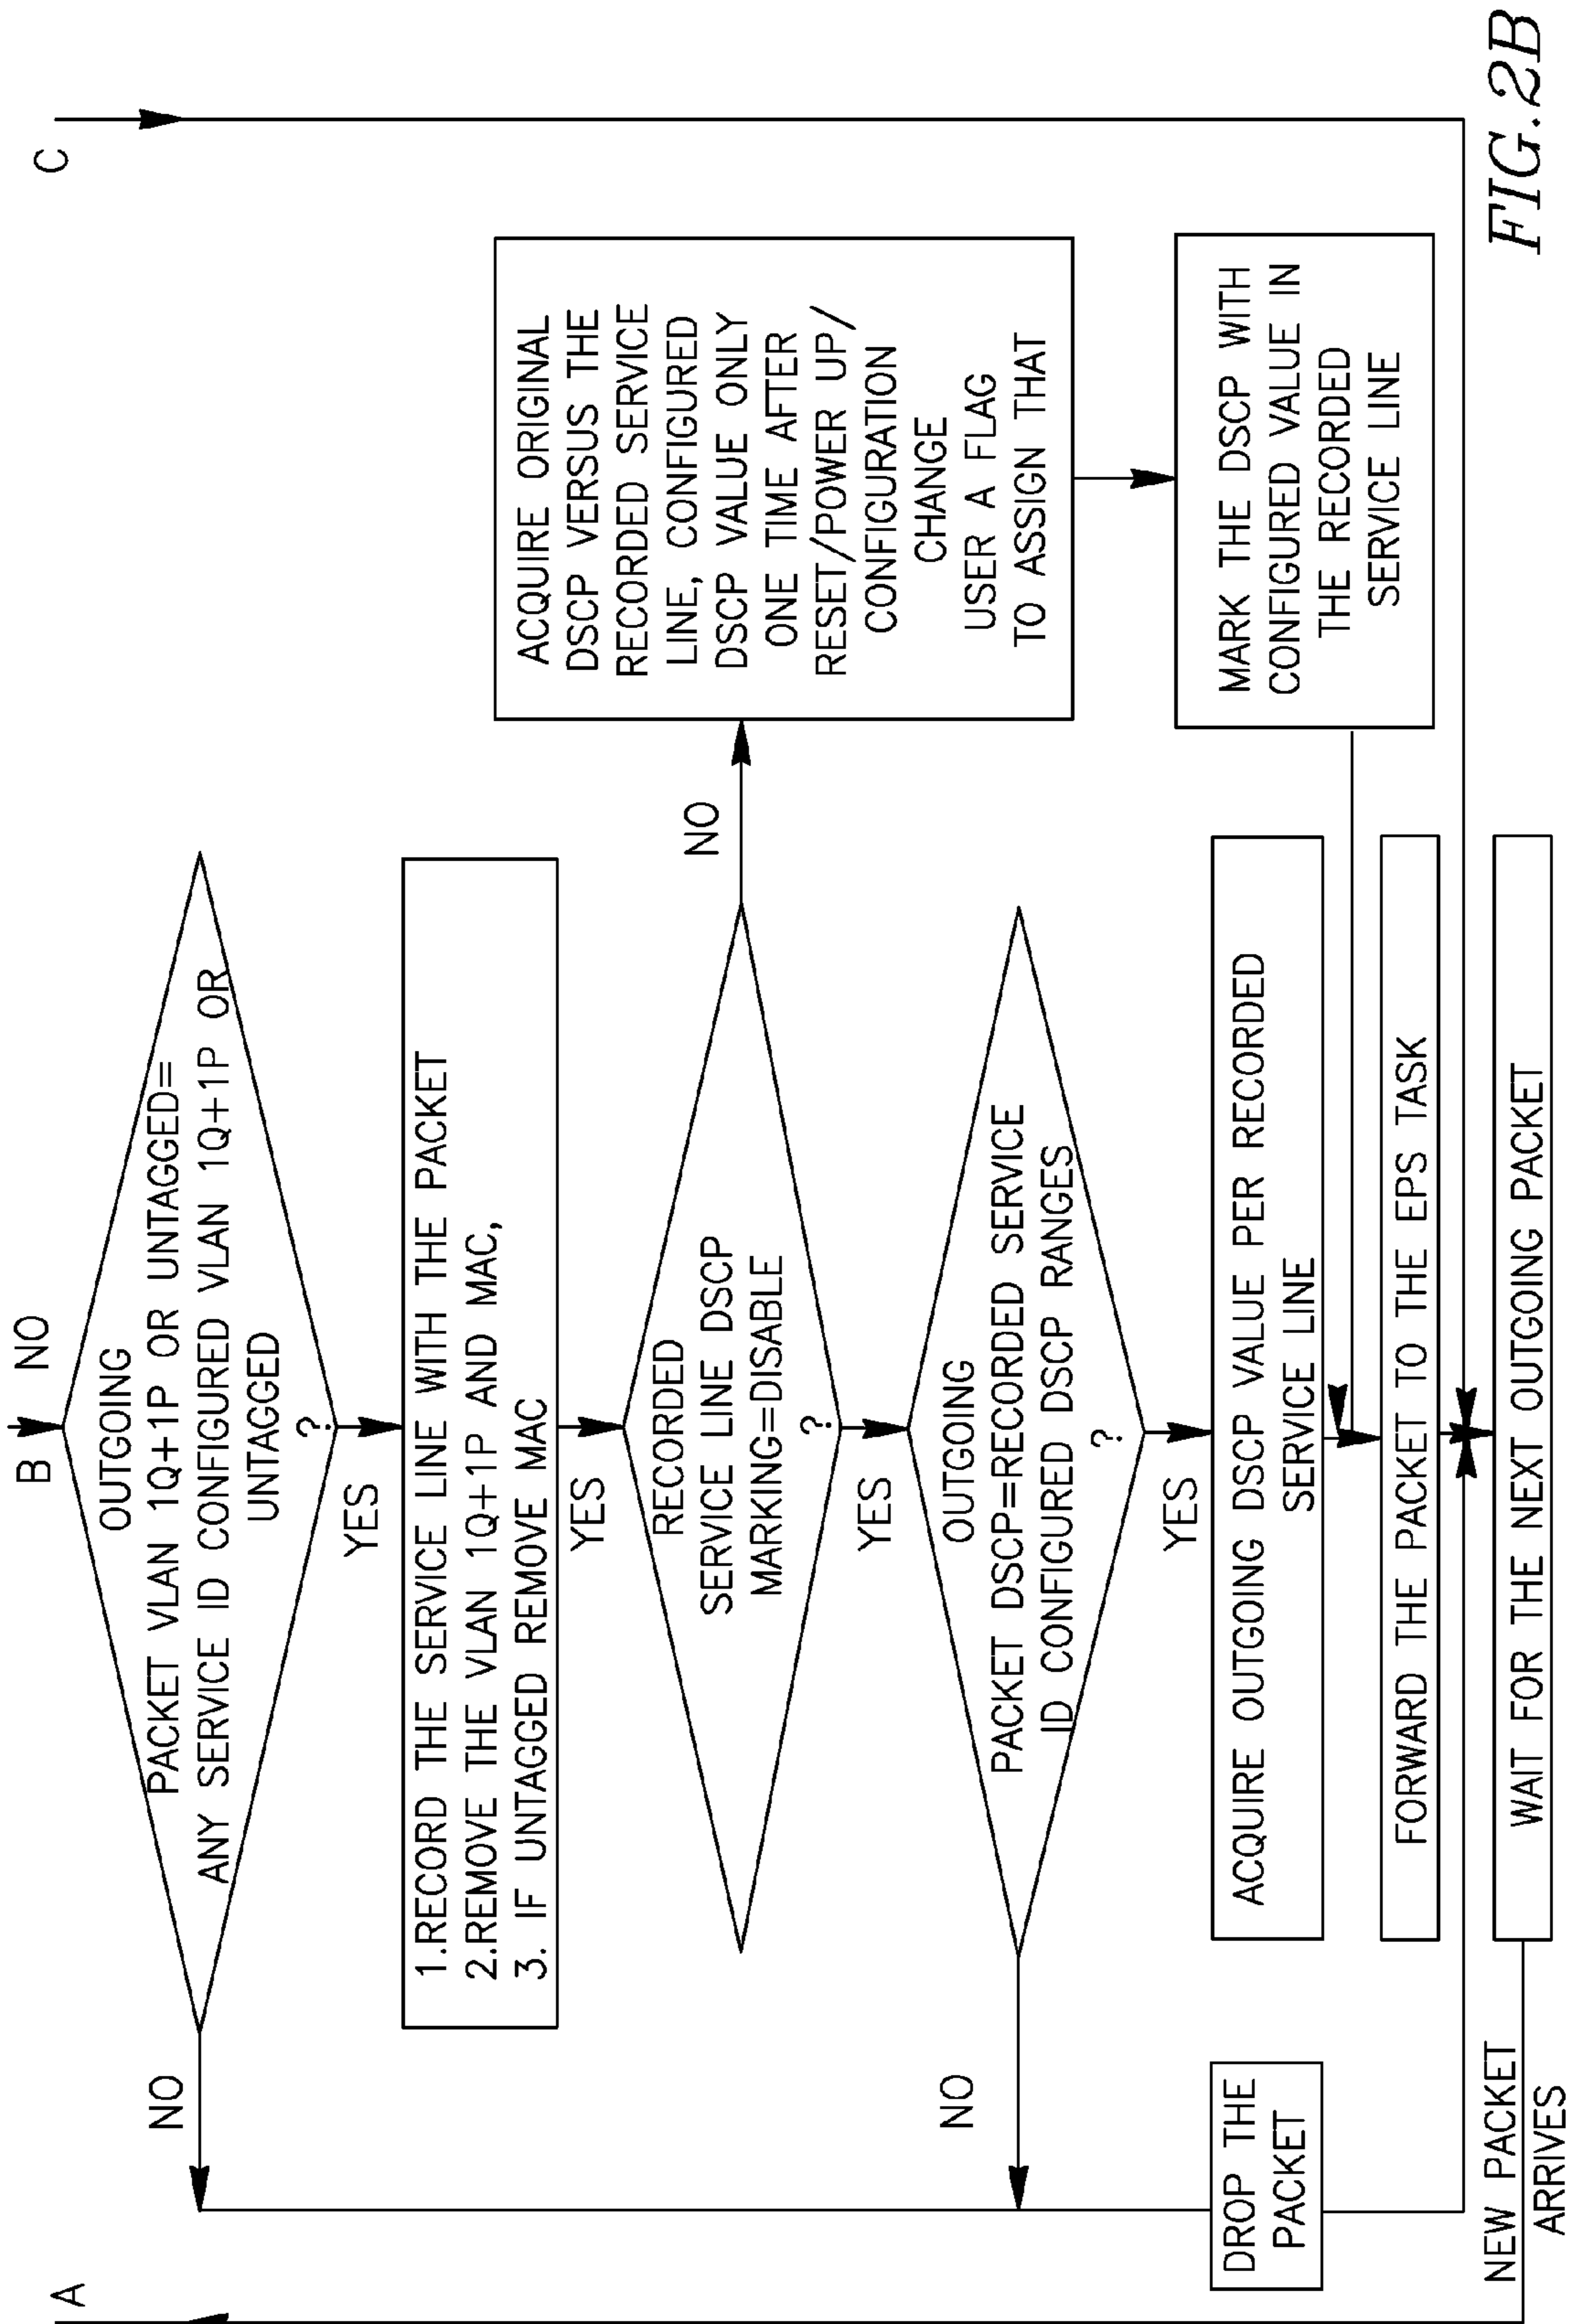 A
B NO
C
OUTGOING
PACKET VLAN 1Q+1P OR UNTAGGED=
ANY SERVICE ID CONFIGURED VLAN 1Q+1P OR
UNTAGGED
?
NO
YES
1.RECORD THE SERVICE LINE WITH THE PACKET
2.REMOVE THE VLAN 1Q+1P AND MAC,
3. IF UNTAGGED REMOVE MAC
YES
RECORDED
SERVICE LINE DSCP
MARKING=DISABLE
?
NO
YES
ACQUIRE ORIGINAL
DSCP VERSUS THE
RECORDED SERVICE
LINE, CONFIGURED
DSCP VALUE ONLY
ONE TIME AFTER
RESET/POWER UP/
CONFIGURATION
CHANGE
USER A FLAG
TO ASSIGN THAT
OUTGOING
PACKET DSCP=RECORDED SERVICE
ID CONFIGURED DSCP RANGES
?
NO
YES
MARK THE DSCP WITH
CONFIGURED VALUE IN
THE RECORDED
SERVICE LINE
DROP THE
PACKET
ACQUIRE OUTGOING DSCP VALUE PER RECORDED
SERVICE LINE
FORWARD THE PACKET TO THE EPS TASK
WAIT FOR THE NEXT OUTGOING PACKET
NEW PACKET
ARRIVES
FIG.2B